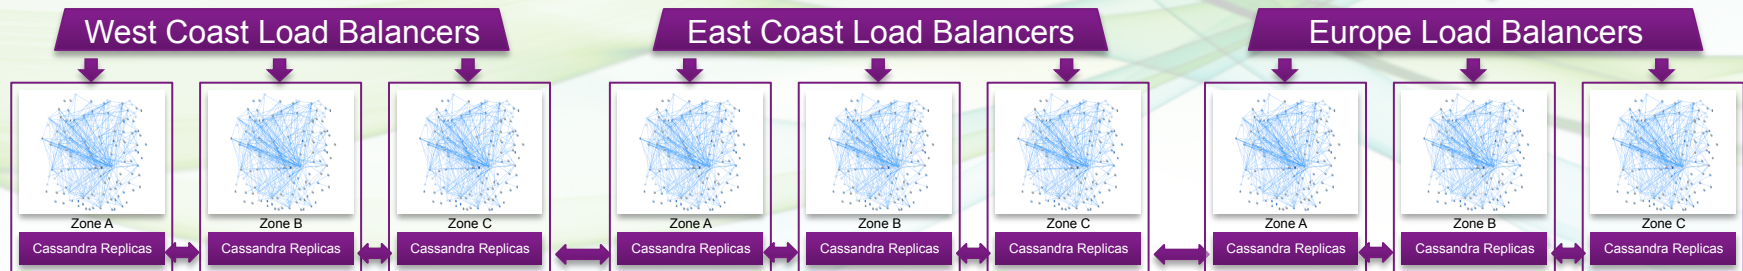 West Coast Load Balancers
East Coast Load Balancers
Europe Load Balancers
Zone A
Zone B
Zone C
Zone A
Zone B
Zone C
Zone A
Zone B
Zone C
Cassandra Replicas
Cassandra Replicas
Cassandra Replicas
Cassandra Replicas
Cassandra Replicas
Cassandra Replicas
Cassandra Replicas
Cassandra Replicas
Cassandra Replicas